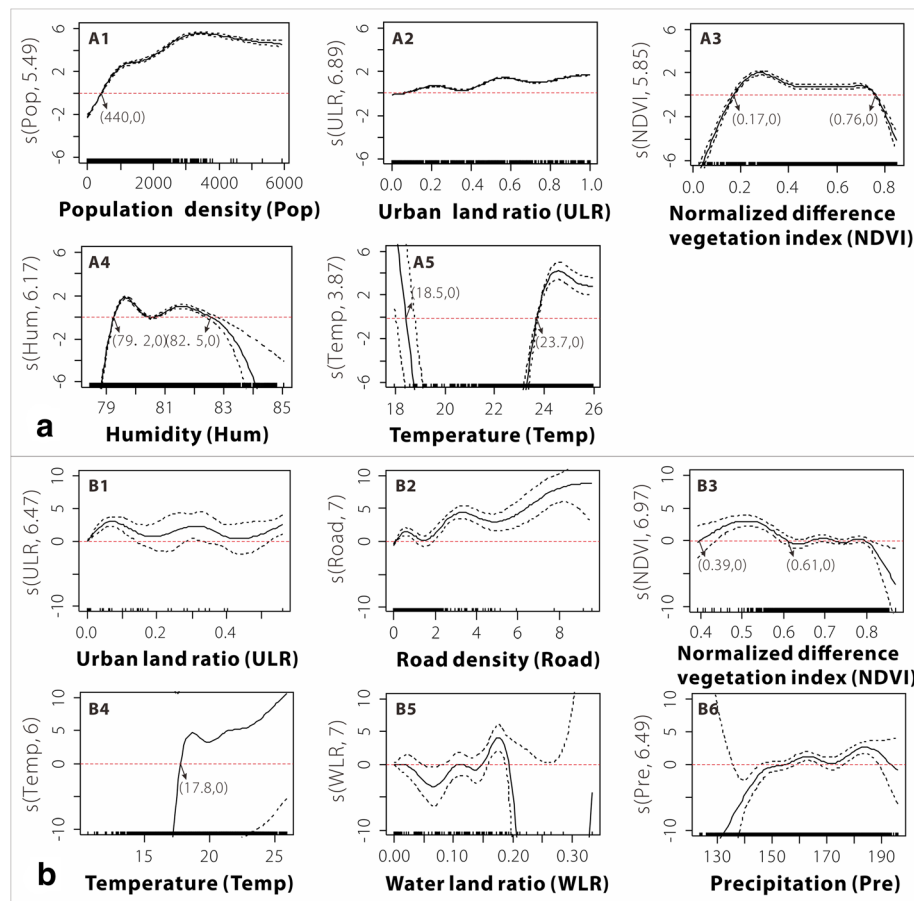 A1
s(Pop, 5.49)
6
2
-2
-6
(440,0)
0 2000 4000 6000
Population density (Pop)
A2
s(ULR, 6.89)
6
2
-2
-6
0.0 0.2 0.4 0.6 0.8 1.0
Urban land ratio (ULR)
A3
s(NDVI, 5.85)
6
2
-2
-6
(0.17,0) (0.76,0)
0.0 0.2 0.4 0.6 0.8
Normalized difference
vegetation index (NDVI)
A4
s(Hum, 6.17)
6
2
-2
-6
(79. 2,0)(82. 5,0)
79 81 83 85
Humidity (Hum)
A5
s(Temp, 3.87)
6
2
-2
-6
(18.5,0)
(23.7,0)
18 20 22 24 26
Temperature (Temp)
a
B1
s(ULR, 6.47)
10
5
0
-10
0.0 0.2 0.4
Urban land ratio (ULR)
B2
s(Road, 7)
10
5
0
-10
0 2 4 6 8
Road density (Road)
B3
s(NDVI, 6.97)
10
5
0
-10
(0.39,0) (0.61,0)
0.4 0.5 0.6 0.7 0.8
Normalized difference
vegetation index (NDVI)
B4
s(Temp, 6)
10
5
0
-10
(17.8,0)
15 20 25
Temperature (Temp)
B5
s(WLR, 7)
10
5
0
-10
0.00 0.10 0.20 0.30
Water land ratio (WLR)
B6
s(Pre, 6.49)
10
5
0
-10
130 150 170 190
Precipitation (Pre)
b